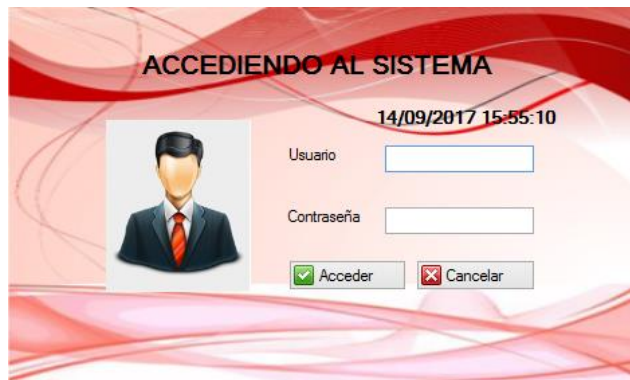 ACCEDIENDO AL SISTEMA
14/09/2017 15:55:10
Usuario
Contraseña
Acceder Cancelar